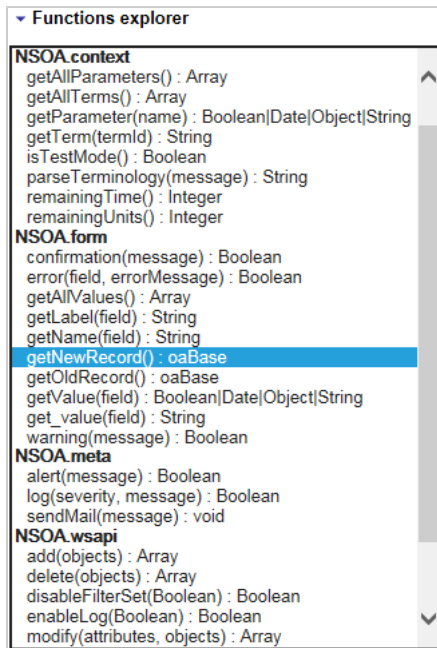 Functions explorer
NSOA.context
getAllParameters() : Array
getAllTerms() : Array
getParameter(name) : Boolean|Date|Object|String
getTerm(termId) : String
isTestMode() : Boolean
parseTerminology(message) : String
remainingTime() : Integer
remainingUnits() : Integer
NSOA.form
confirmation(message) : Boolean
error(field, errorMessage) : Boolean
getAllValues() : Array
getLabel(field) : String
getName(field) : String
getNewRecord() : oaBase
getOldRecord() : oaBase
getValue(field) : Boolean|Date|Object|String
get_value(field) : String
warning(message) : Boolean
NSOA.meta
alert(message) : Boolean
log(severity, message) : Boolean
sendMail(message) : void
NSOA.wsapi
add(objects) : Array
delete(objects) : Array
disableFilterSet(Boolean) : Boolean
enableLog(Boolean) : Boolean
modify(attributes, objects) : Array